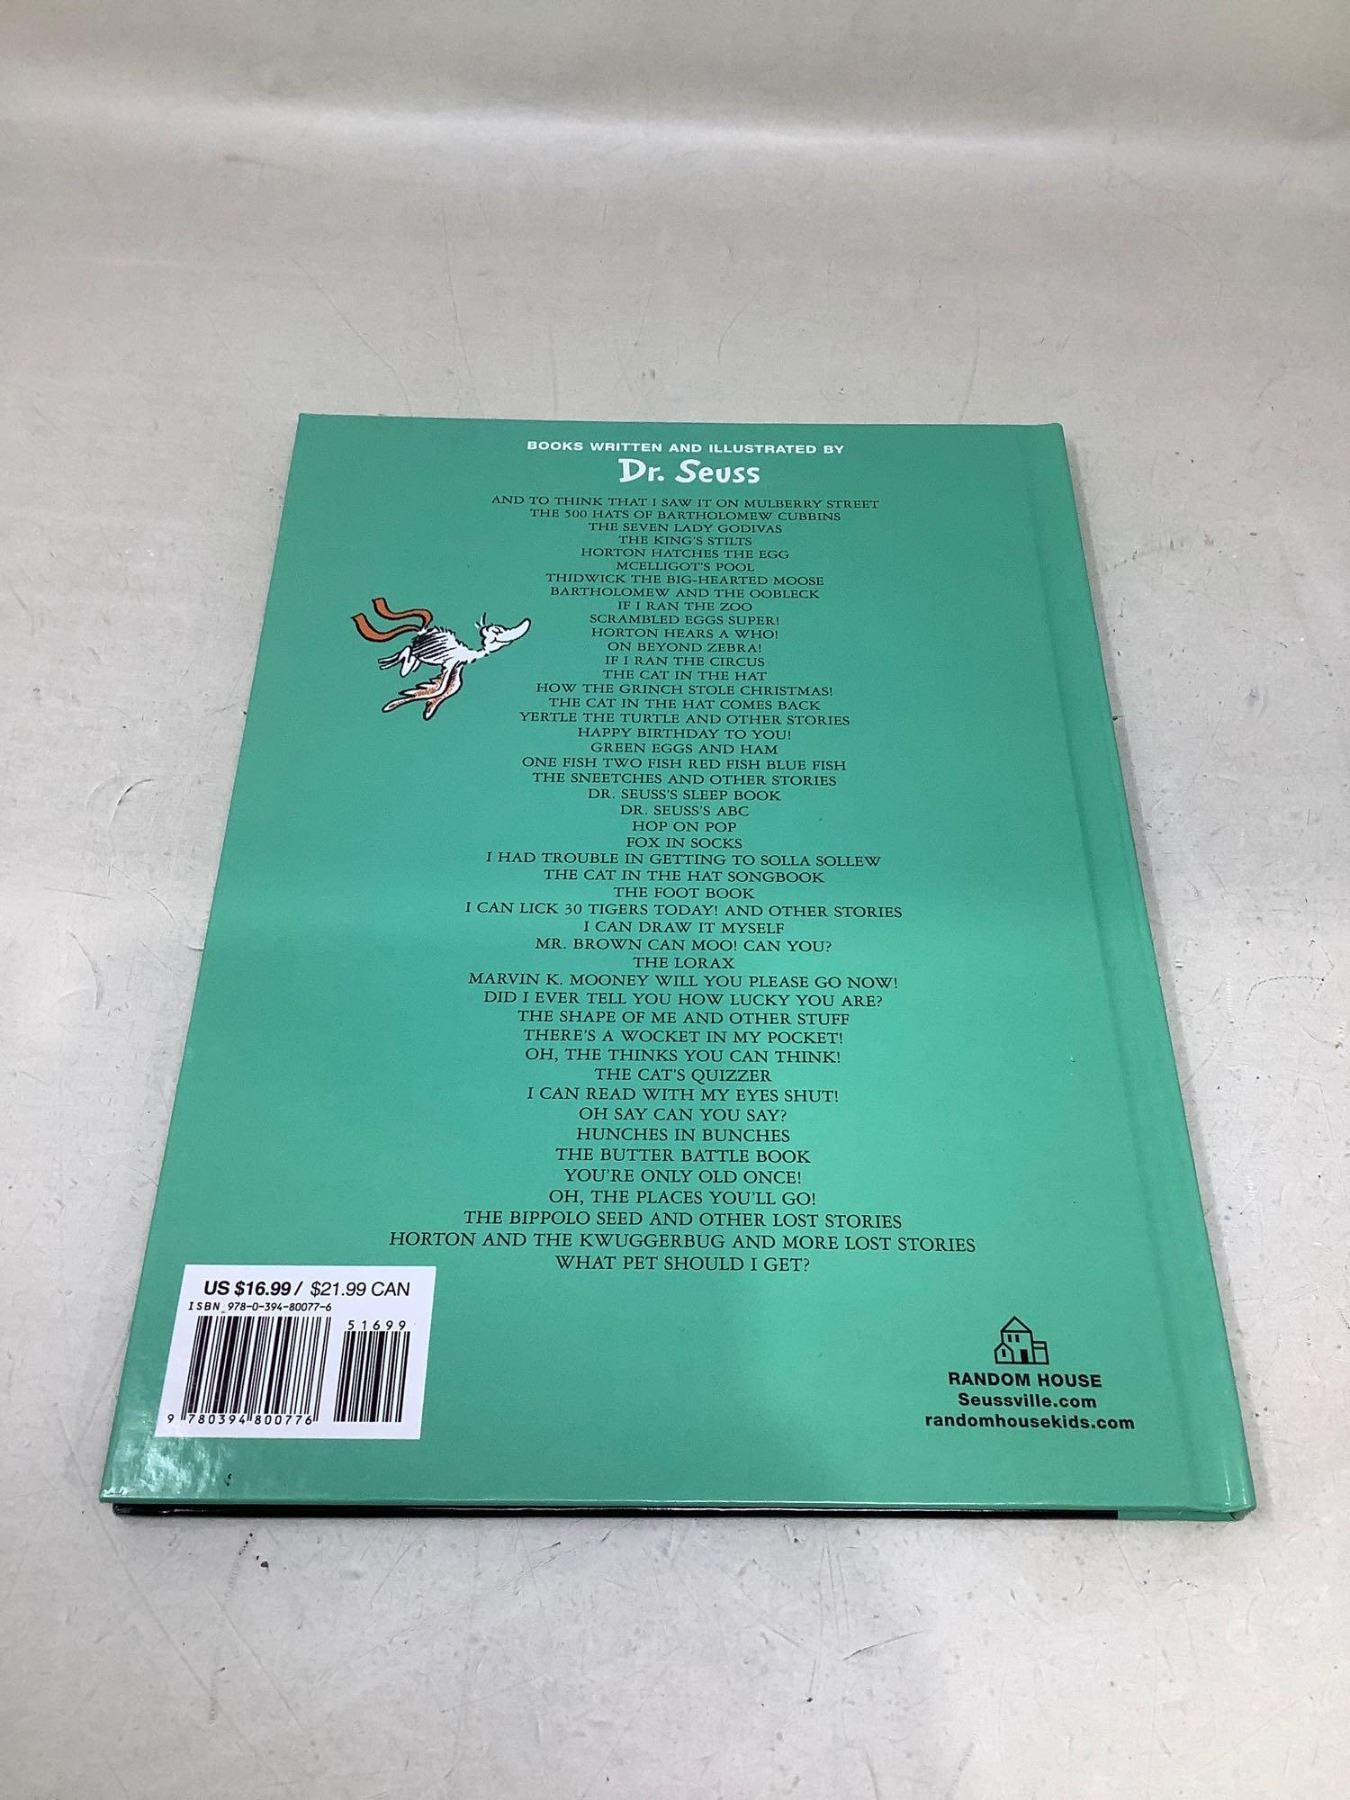 BOOKS WRITTEN AND ILLUSTRATED BY
Dr. Seuss
AND TO THINK THAT I SAW IT ON MULBERRY STREET
THE 500 HATS OF BARTHOLOMEW CUBBINS
THE SEVEN LADY GODIVAS
THE KING'S STILTS
HORTON HATCHES THE EGG
MCELLIGOT'S POOL
THIDWICK THE BIG-HEARTED MOOSE
BARTHOLOMEW AND THE OOBLECK
IF I RAN THE ZOO
SCRAMBLED EGGS SUPER!
HORTON HEARS A WHO!
ON BEYOND ZEBRA!
IF I RAN THE CIRCUS
THE CAT IN THE HAT
HOW THE GRINCH STOLE CHRISTMAS!
THE CAT IN THE HAT COMES BACK
YERTLE THE TURTLE AND OTHER STORIES
HAPPY BIRTHDAY TO YOU!
GREEN EGGS AND HAM
ONE FISH TWO FISH RED FISH BLUE FISH
THE SNEETCHES AND OTHER STORIES
DR. SEUSS'S SLEEP BOOK
DR. SEUSS'S ABC
HOP ON POP
FOX IN SOCKS
I HAD TROUBLE IN GETTING TO SOLLA SOLLEW
THE CAT IN THE HAT SONGBOOK
THE FOOT BOOK
I CAN LICK 30 TIGERS TODAY! AND OTHER STORIES
I CAN DRAW IT MYSELF
MR. BROWN CAN MOO! CAN YOU?
THE LORAX
MARVIN K. MOONEY WILL YOU PLEASE GO NOW!
DID I EVER TELL YOU HOW LUCKY YOU ARE?
THE SHAPE OF ME AND OTHER STUFF
THERE'S A WOCKET IN MY POCKET!
OH, THE THINKS YOU CAN THINK!
THE CAT'S QUIZZER
I CAN READ WITH MY EYES SHUT!
OH SAY CAN YOU SAY?
HUNCHES IN BUNCHES
THE BUTTER BATTLE BOOK
YOU'RE ONLY OLD ONCE!
OH, THE PLACES YOU'LL GO!
THE BIPPOLO SEED AND OTHER LOST STORIES
HORTON AND THE KWUGGERBUG AND MORE LOST STORIES
WHAT PET SHOULD I GET?
US $16.99 / $21.99 CAN
ISBN 978-0-394-80077-6
51699
9 780394 800776
RANDOM HOUSE
Seussville.com
randomhousekids.com